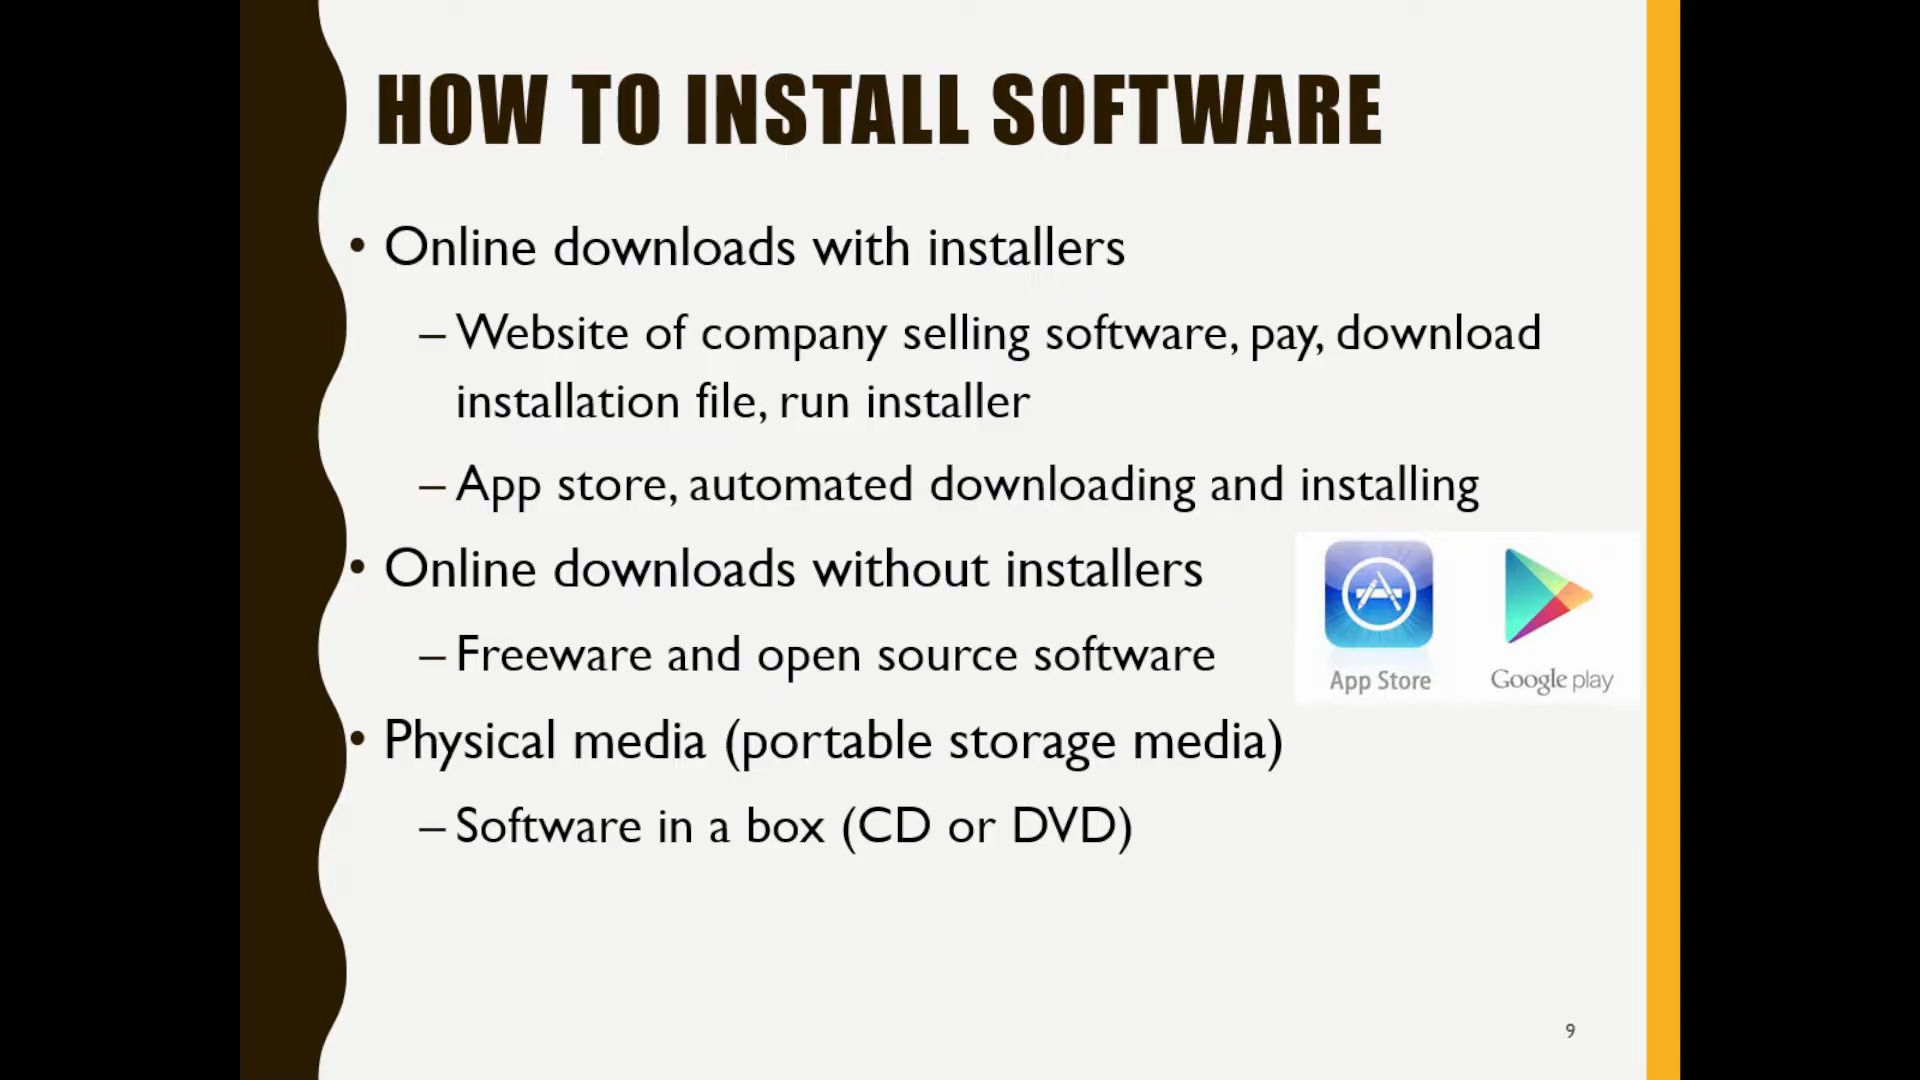 HOW TO INSTALL SOFTWARE
• Online downloads with installers
– Website of company selling software, pay, download
installation file, run installer
– App store, automated downloading and installing
• Online downloads without installers
– Freeware and open source software
App Store
Google play
• Physical media (portable storage media)
– Software in a box (CD or DVD)
9